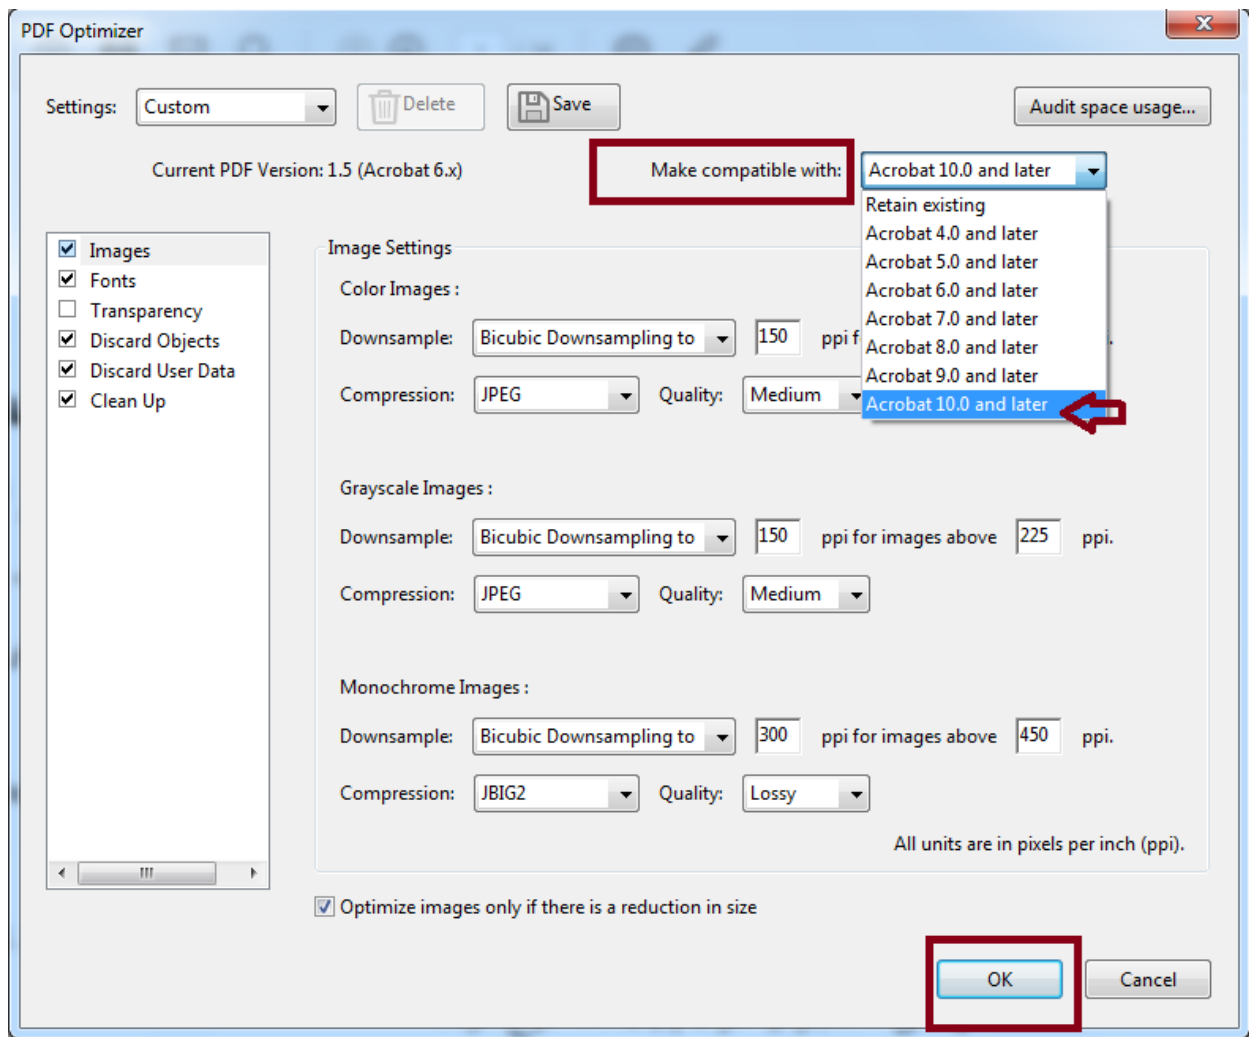 PDF Optimizer
Settings: Custom Delete Save Audit space usage...
Current PDF Version: 1.5 (Acrobat 6.x) Make compatible with: Acrobat 10.0 and later
Retain existing
Acrobat 4.0 and later
Acrobat 5.0 and later
Acrobat 6.0 and later
Acrobat 7.0 and later
Acrobat 8.0 and later
Acrobat 9.0 and later
Acrobat 10.0 and later
Images
Fonts
Transparency
Discard Objects
Discard User Data
Clean Up
Image Settings
Color Images :
Downsample: Bicubic Downsampling to 150 ppi f
Compression: JPEG Quality: Medium
Grayscale Images :
Downsample: Bicubic Downsampling to 150 ppi for images above 225 ppi.
Compression: JPEG Quality: Medium
Monochrome Images :
Downsample: Bicubic Downsampling to 300 ppi for images above 450 ppi.
Compression: JBIG2 Quality: Lossy
All units are in pixels per inch (ppi).
Optimize images only if there is a reduction in size
OK Cancel